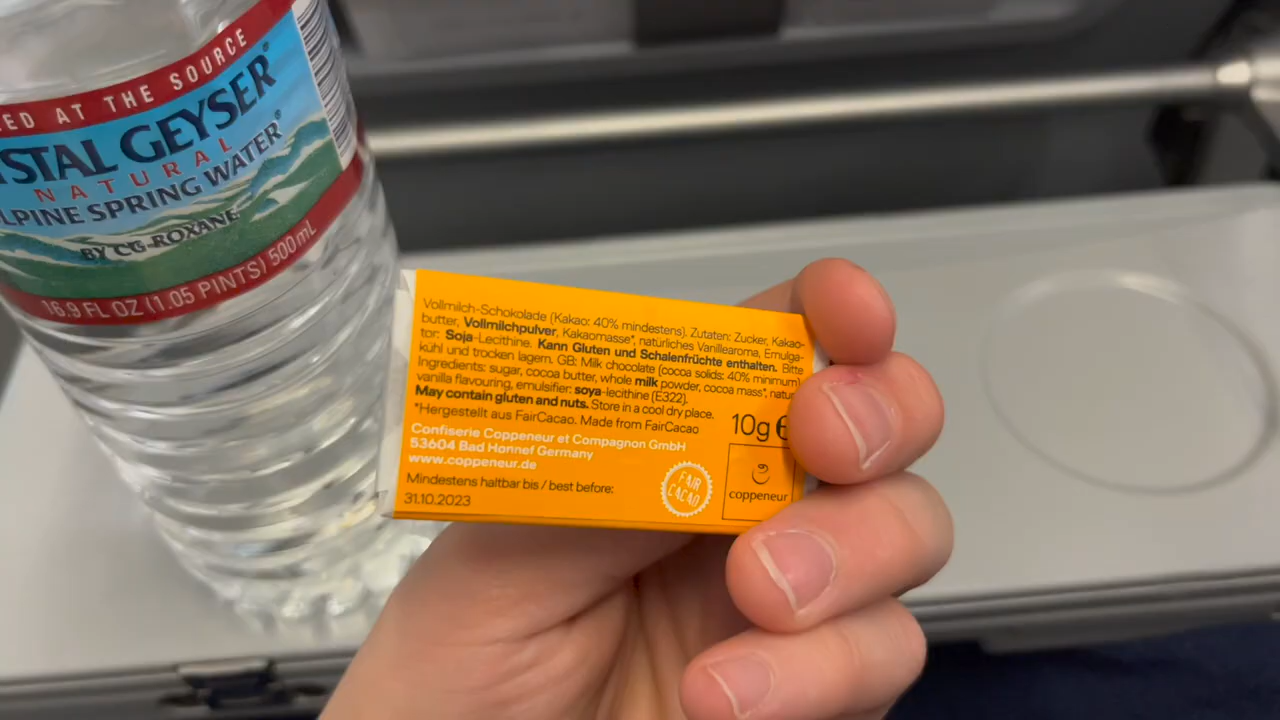 ED AT THE SOURCE
STAL GEYSER®
NATURAL
LPINE SPRING WATER®
BY CG ROXANE
16.9 FL OZ (1.05 PINTS) 500 mL
Vollmilch-Schokolade (Kakao: 40% mindestens). Zutaten: Zucker, Kakao-
butter, Vollmilchpulver, Kakaomasse*, natürliches Vanillearoma, Emulga-
tor: Soja-Lecithine. Kann Gluten und Schalenfrüchte enthalten. Bitte
kühl und trocken lagern. GB: Milk chocolate (cocoa solids: 40% minimum)
Ingredients: sugar, cocoa butter, whole milk powder, cocoa mass*, natur
vanilla flavouring, emulsifier: soya-lecithine (E322).
May contain gluten and nuts. Store in a cool dry place.
*Hergestellt aus FairCacao. Made from FairCacao
10g e
Confiserie Coppeneur et Compagnon GmbH
53604 Bad Honnef Germany
www.coppeneur.de
Mindestens haltbar bis / best before:
31.10.2023
FAIR
CACAO
coppeneur